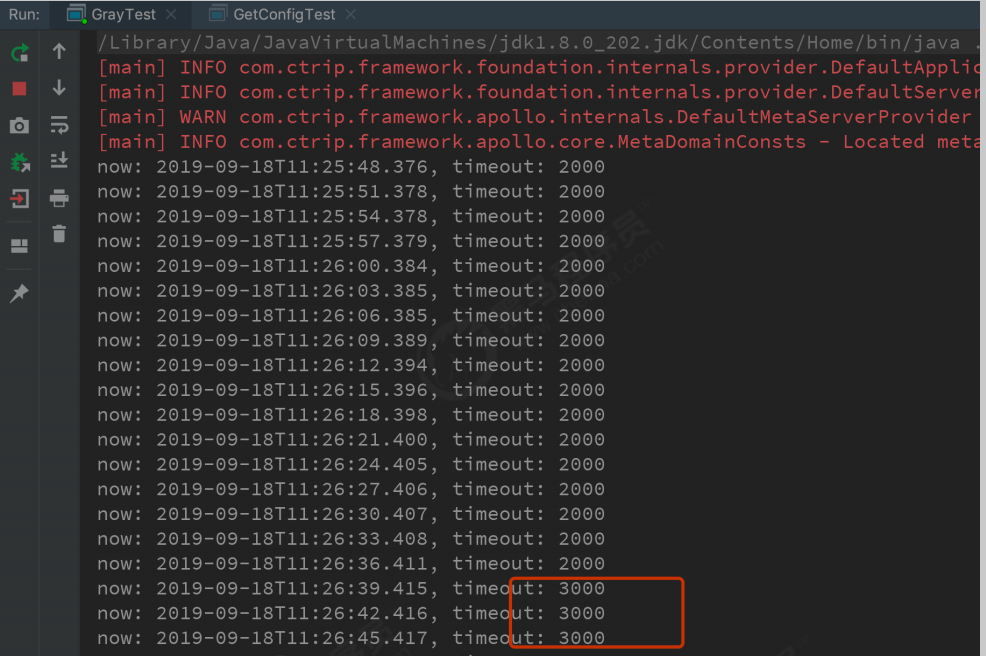 Run: GrayTest GetConfigTest
/Library/Java/JavaVirtualMachines/jdk1.8.0_202.jdk/Contents/Home/bin/java .
[main] INFO com.ctrip.framework.foundation.internals.provider.DefaultApplic
[main] INFO com.ctrip.framework.foundation.internals.provider.DefaultServer
[main] WARN com.ctrip.framework.apollo.internals.DefaultMetaServerProvider
[main] INFO com.ctrip.framework.apollo.core.MetaDomainConsts - Located meta
now: 2019-09-18T11:25:48.376, timeout: 2000
now: 2019-09-18T11:25:51.378, timeout: 2000
now: 2019-09-18T11:25:54.378, timeout: 2000
now: 2019-09-18T11:25:57.379, timeout: 2000
now: 2019-09-18T11:26:00.384, timeout: 2000
now: 2019-09-18T11:26:03.385, timeout: 2000
now: 2019-09-18T11:26:06.385, timeout: 2000
now: 2019-09-18T11:26:09.389, timeout: 2000
now: 2019-09-18T11:26:12.394, timeout: 2000
now: 2019-09-18T11:26:15.396, timeout: 2000
now: 2019-09-18T11:26:18.398, timeout: 2000
now: 2019-09-18T11:26:21.400, timeout: 2000
now: 2019-09-18T11:26:24.405, timeout: 2000
now: 2019-09-18T11:26:27.406, timeout: 2000
now: 2019-09-18T11:26:30.407, timeout: 2000
now: 2019-09-18T11:26:33.408, timeout: 2000
now: 2019-09-18T11:26:36.411, timeout: 2000
now: 2019-09-18T11:26:39.415, timeout: 3000
now: 2019-09-18T11:26:42.416, timeout: 3000
now: 2019-09-18T11:26:45.417, timeout: 3000